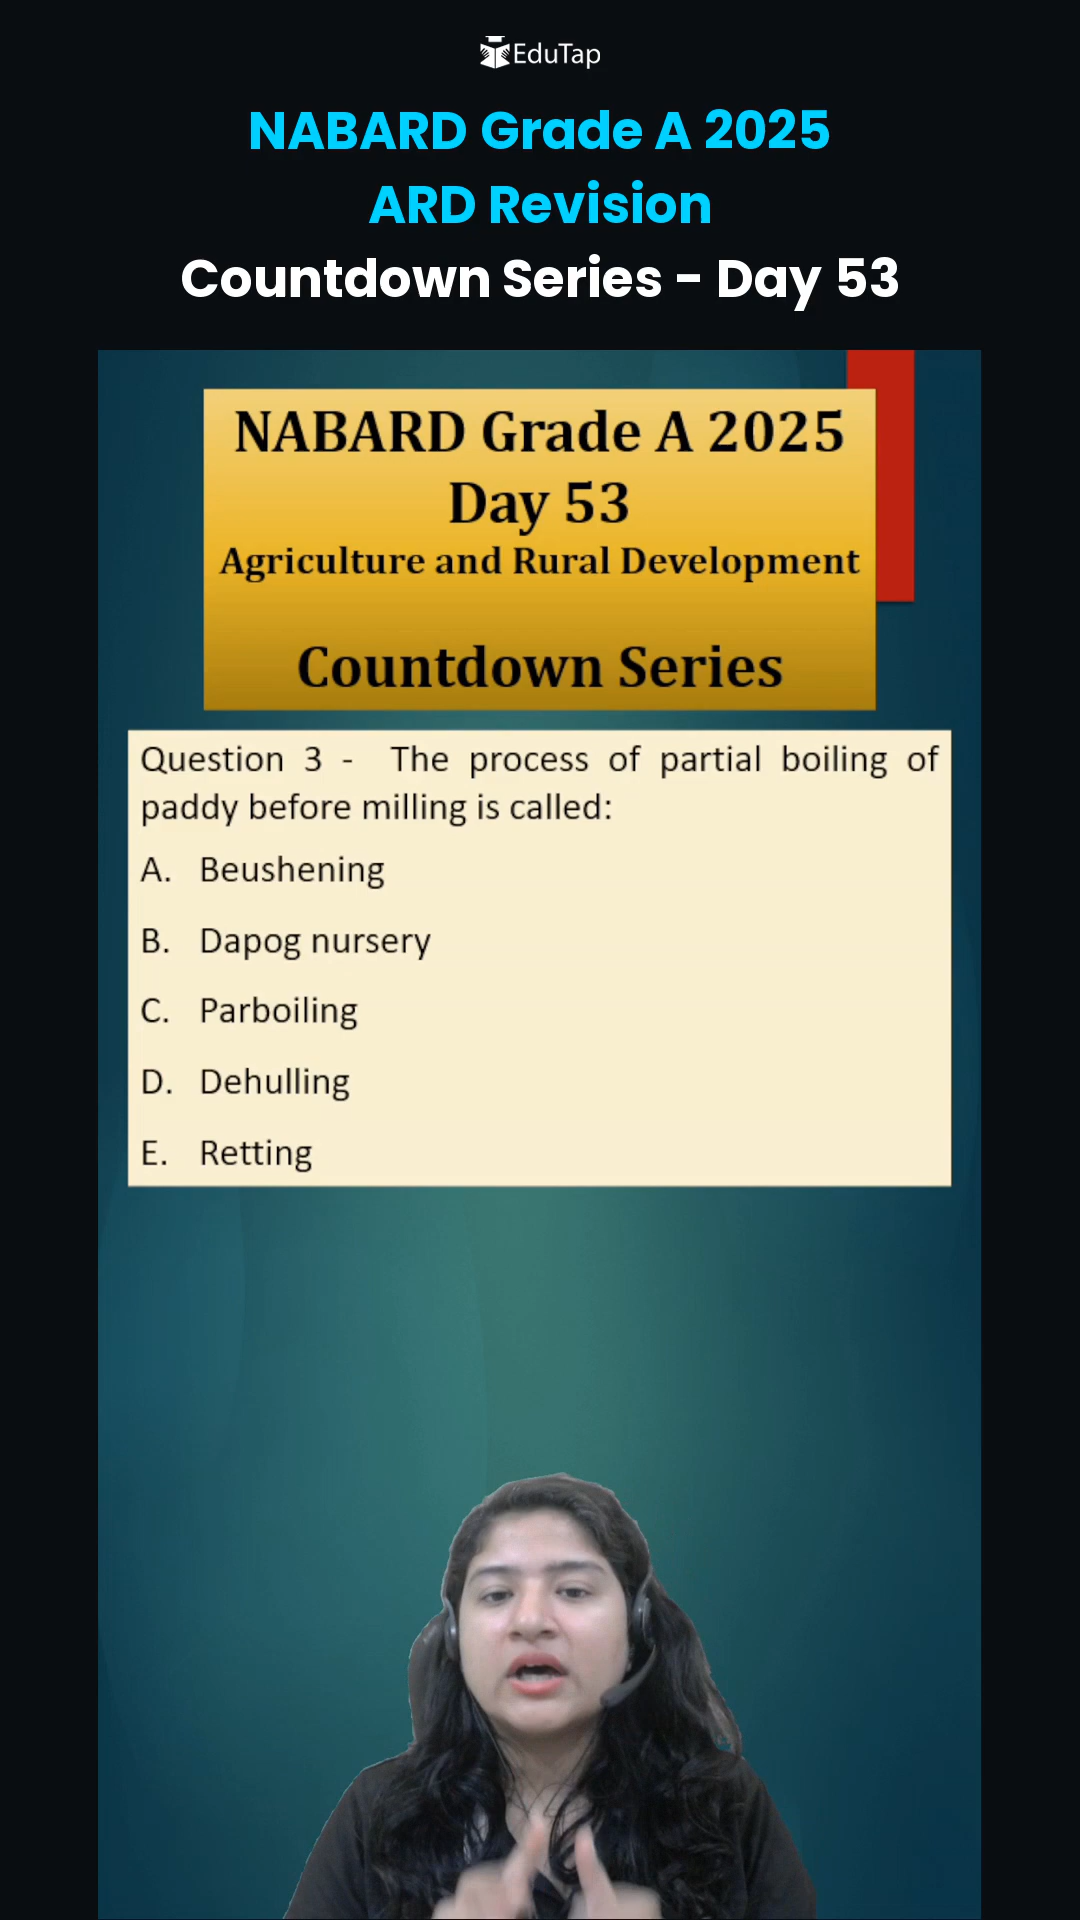 EduTap
NABARD Grade A 2025
ARD Revision
Countdown Series - Day 53
NABARD Grade A 2025
Day 53
Agriculture and Rural Development
Countdown Series
Question 3 - The process of partial boiling of
paddy before milling is called:
A. Beushening
B. Dapog nursery
C. Parboiling
D. Dehulling
E. Retting